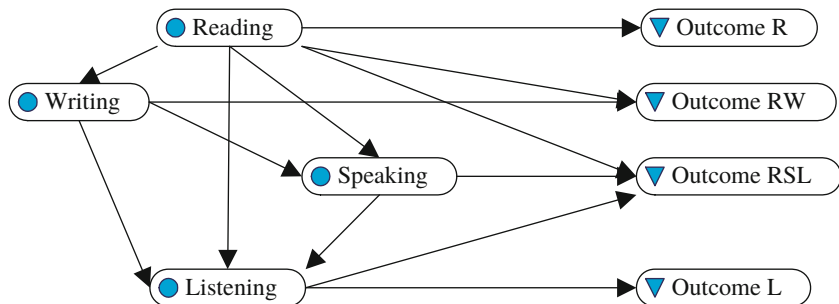 Reading
Outcome R
Writing
Outcome RW
Speaking
Outcome RSL
Listening
Outcome L